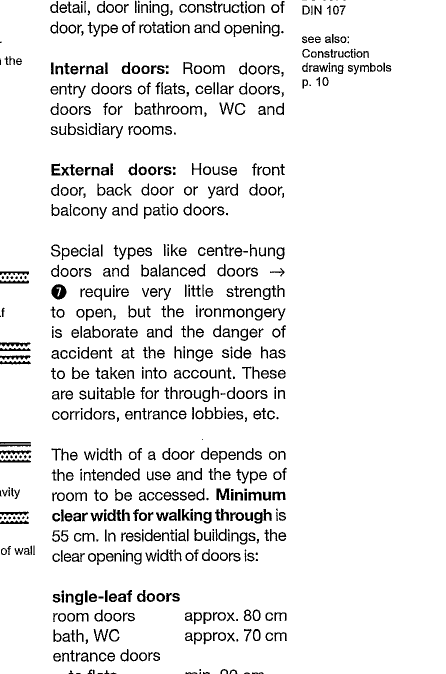 detail, door lining, construction of
door, type of rotation and opening.
Internal doors: Room doors,
entry doors of flats, cellar doors,
doors for bathroom, WC and
subsidiary rooms.
External doors: House front
door, back door or yard door,
balcony and patio doors.
Special types like centre-hung
doors and balanced doors →
7 require very little strength
to open, but the ironmongery
is elaborate and the danger of
accident at the hinge side has
to be taken into account. These
are suitable for through-doors in
corridors, entrance lobbies, etc.
The width of a door depends on
the intended use and the type of
room to be accessed. Minimum
clear width for walking through is
55 cm. In residential buildings, the
clear opening width of doors is:
single-leaf doors
room doors approx. 80 cm
bath, WC approx. 70 cm
entrance doors
DIN 107
see also:
Construction
drawing symbols
p. 10
the
of wall